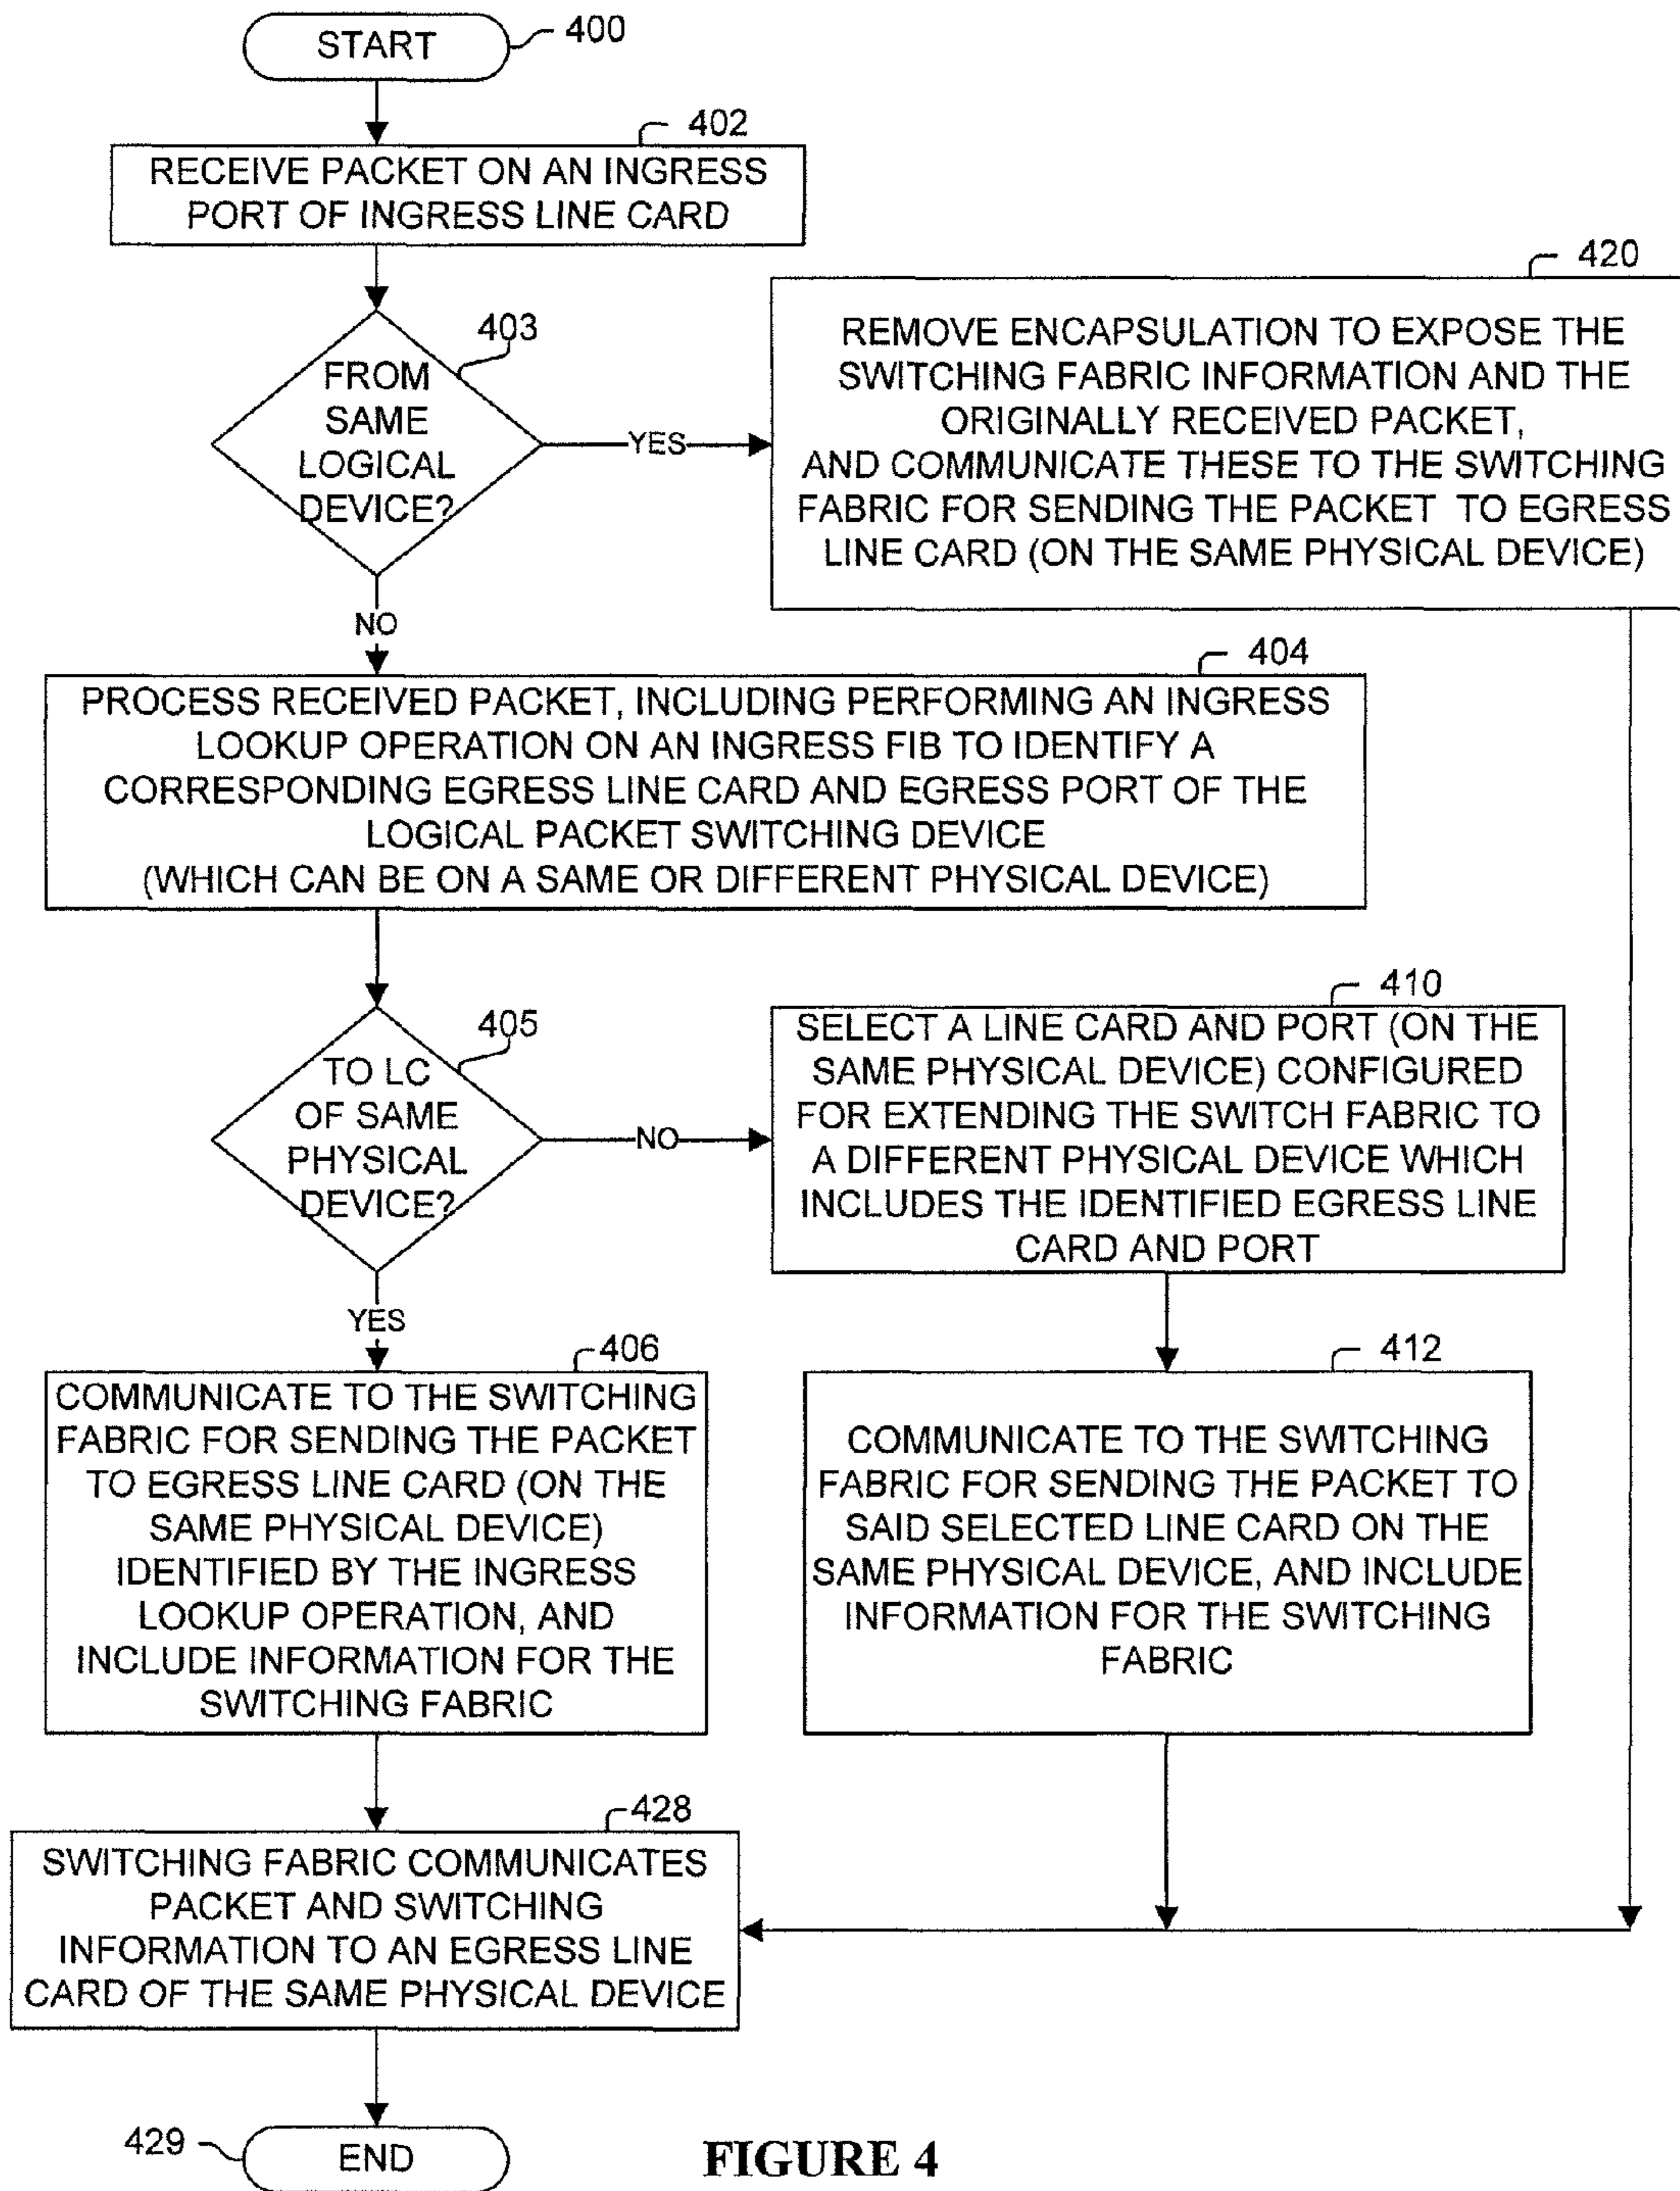 START
400
402
RECEIVE PACKET ON AN INGRESS
PORT OF INGRESS LINE CARD
403
FROM
SAME
LOGICAL
DEVICE?
YES
420
REMOVE ENCAPSULATION TO EXPOSE THE
SWITCHING FABRIC INFORMATION AND THE
ORIGINALLY RECEIVED PACKET,
AND COMMUNICATE THESE TO THE SWITCHING
FABRIC FOR SENDING THE PACKET TO EGRESS
LINE CARD (ON THE SAME PHYSICAL DEVICE)
NO
404
PROCESS RECEIVED PACKET, INCLUDING PERFORMING AN INGRESS
LOOKUP OPERATION ON AN INGRESS FIB TO IDENTIFY A
CORRESPONDING EGRESS LINE CARD AND EGRESS PORT OF THE
LOGICAL PACKET SWITCHING DEVICE
(WHICH CAN BE ON A SAME OR DIFFERENT PHYSICAL DEVICE)
405
TO LC
OF SAME
PHYSICAL
DEVICE?
NO
410
SELECT A LINE CARD AND PORT (ON THE
SAME PHYSICAL DEVICE) CONFIGURED
FOR EXTENDING THE SWITCH FABRIC TO
A DIFFERENT PHYSICAL DEVICE WHICH
INCLUDES THE IDENTIFIED EGRESS LINE
CARD AND PORT
YES
406
COMMUNICATE TO THE SWITCHING
FABRIC FOR SENDING THE PACKET
TO EGRESS LINE CARD (ON THE
SAME PHYSICAL DEVICE)
IDENTIFIED BY THE INGRESS
LOOKUP OPERATION, AND
INCLUDE INFORMATION FOR THE
SWITCHING FABRIC
412
COMMUNICATE TO THE SWITCHING
FABRIC FOR SENDING THE PACKET TO
SAID SELECTED LINE CARD ON THE
SAME PHYSICAL DEVICE, AND INCLUDE
INFORMATION FOR THE SWITCHING
FABRIC
428
SWITCHING FABRIC COMMUNICATES
PACKET AND SWITCHING
INFORMATION TO AN EGRESS LINE
CARD OF THE SAME PHYSICAL DEVICE
429
END
FIGURE 4